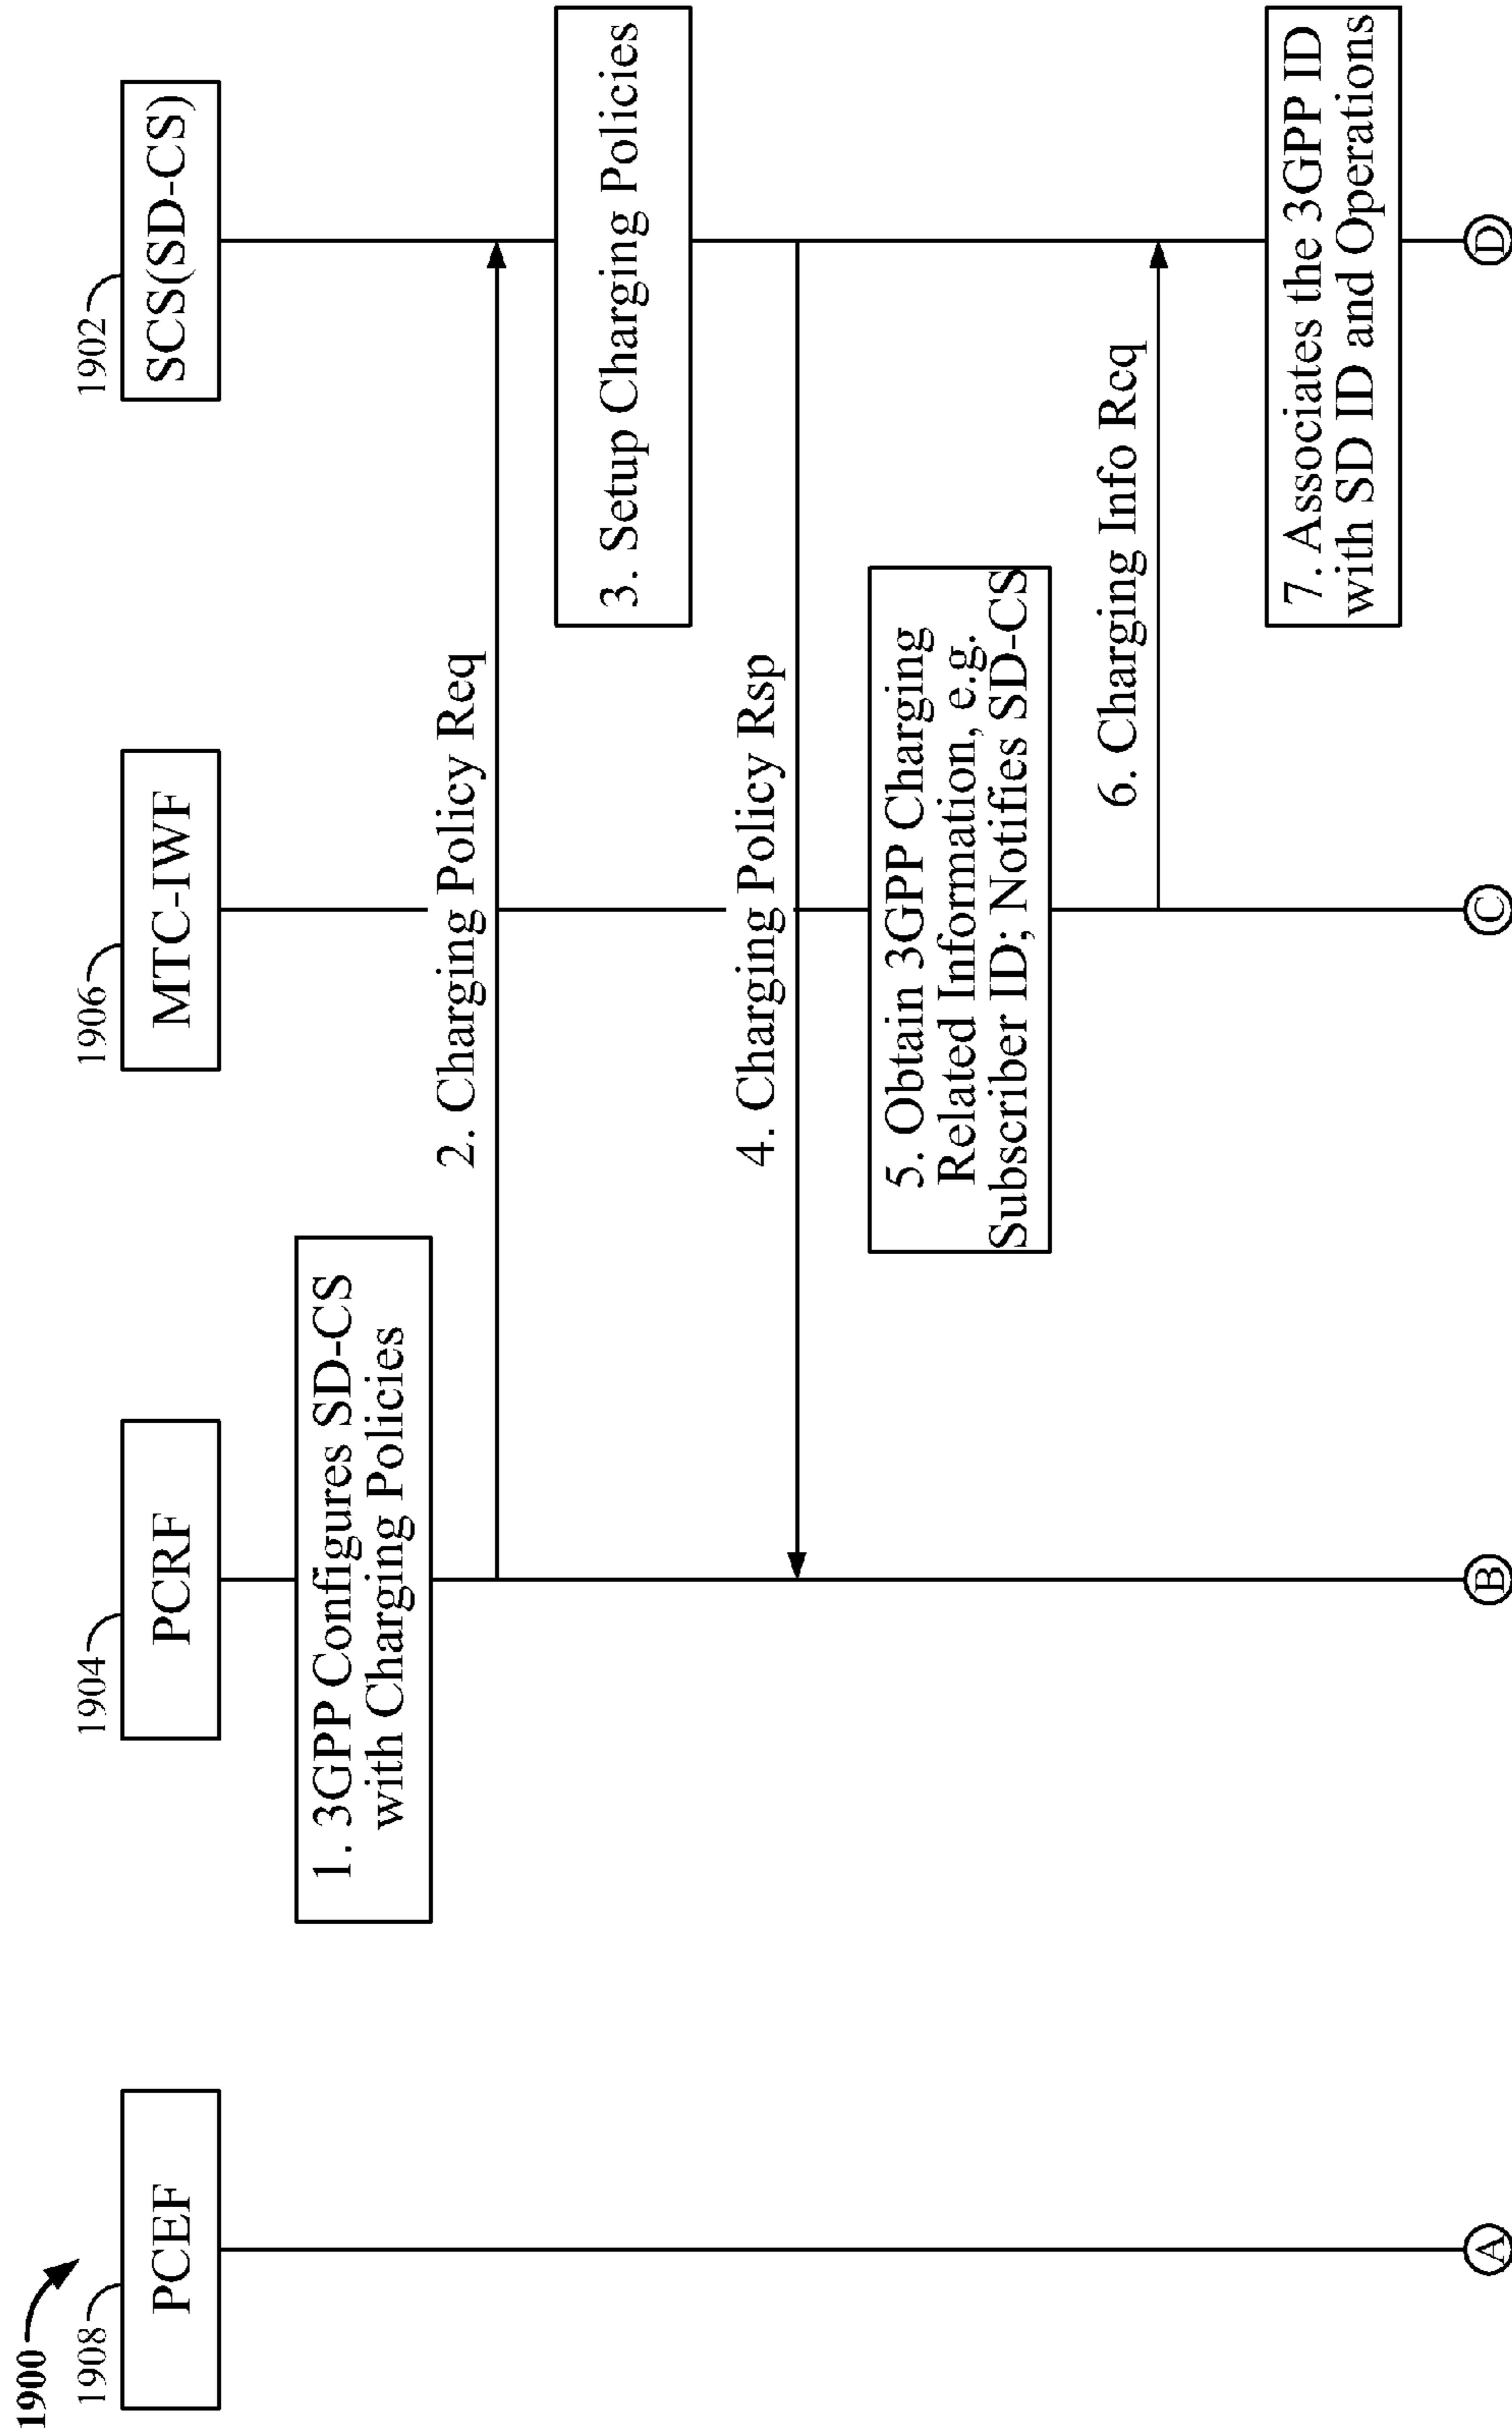 1900
1908
PCEF
1904
PCRF
1906
MTC-IWF
1902
SCS(SD-CS)
1. 3GPP Configures SD-CS
with Charging Policies
2. Charging Policy Req
3. Setup Charging Policies
4. Charging Policy Rsp
5. Obtain 3GPP Charging
Related Information, e.g.
Subscriber ID; Notifies SD-CS
6. Charging Info Req
7. Associates the 3GPP ID
with SD ID and Operations
A
B
C
D